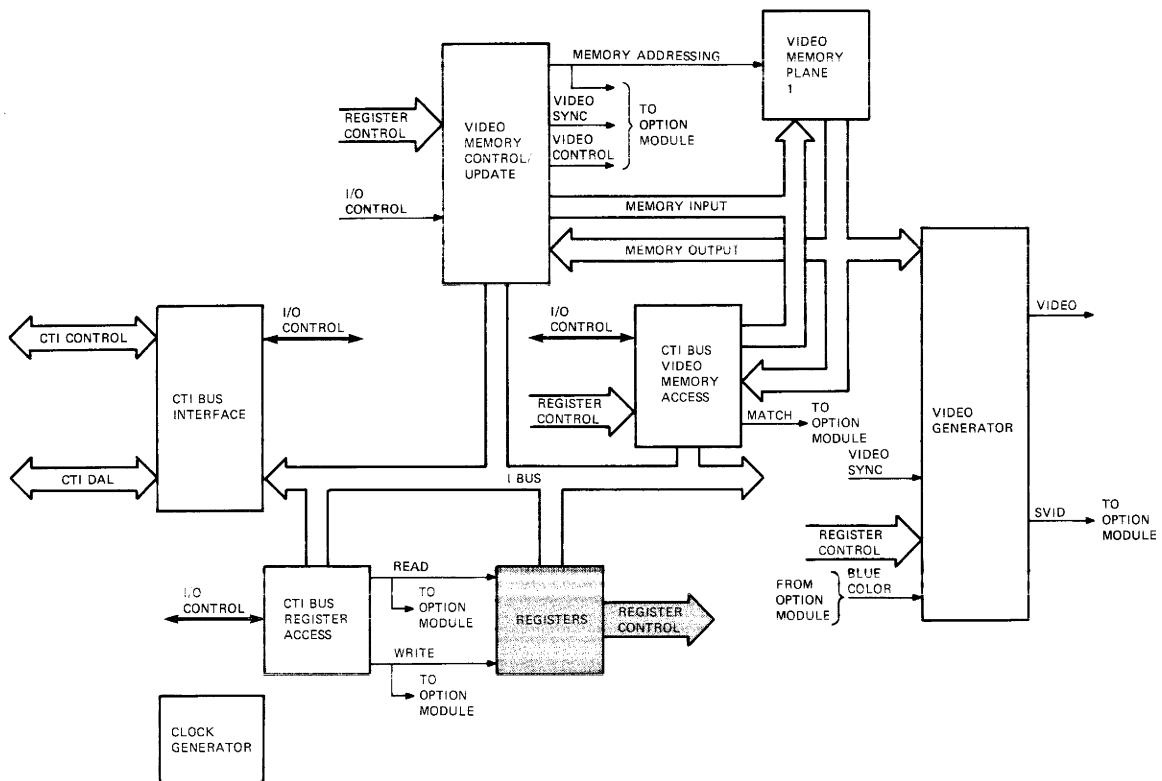 VIDEO
MEMORY
PLANE
1
MEMORY ADDRESSING
VIDEO
SYNC
VIDEO
CONTROL
TO
OPTION
MODULE
REGISTER
CONTROL
VIDEO
MEMORY
CONTROL/
UPDATE
I/O
CONTROL
MEMORY INPUT
MEMORY OUTPUT
CTI CONTROL
I/O
CONTROL
CTI BUS
INTERFACE
CTI DAL
I/O
CONTROL
CTI BUS
VIDEO
MEMORY
ACCESS
REGISTER
CONTROL
MATCH
TO
OPTION
MODULE
VIDEO
VIDEO
GENERATOR
VIDEO
SYNC
SVID
TO
OPTION
MODULE
REGISTER
CONTROL
FROM
OPTION
MODULE
BLUE
COLOR
I BUS
I/O
CONTROL
CTI BUS
REGISTER
ACCESS
READ
TO
OPTION
MODULE
WRITE
TO
OPTION
MODULE
REGISTERS
REGISTER
CONTROL
CLOCK
GENERATOR